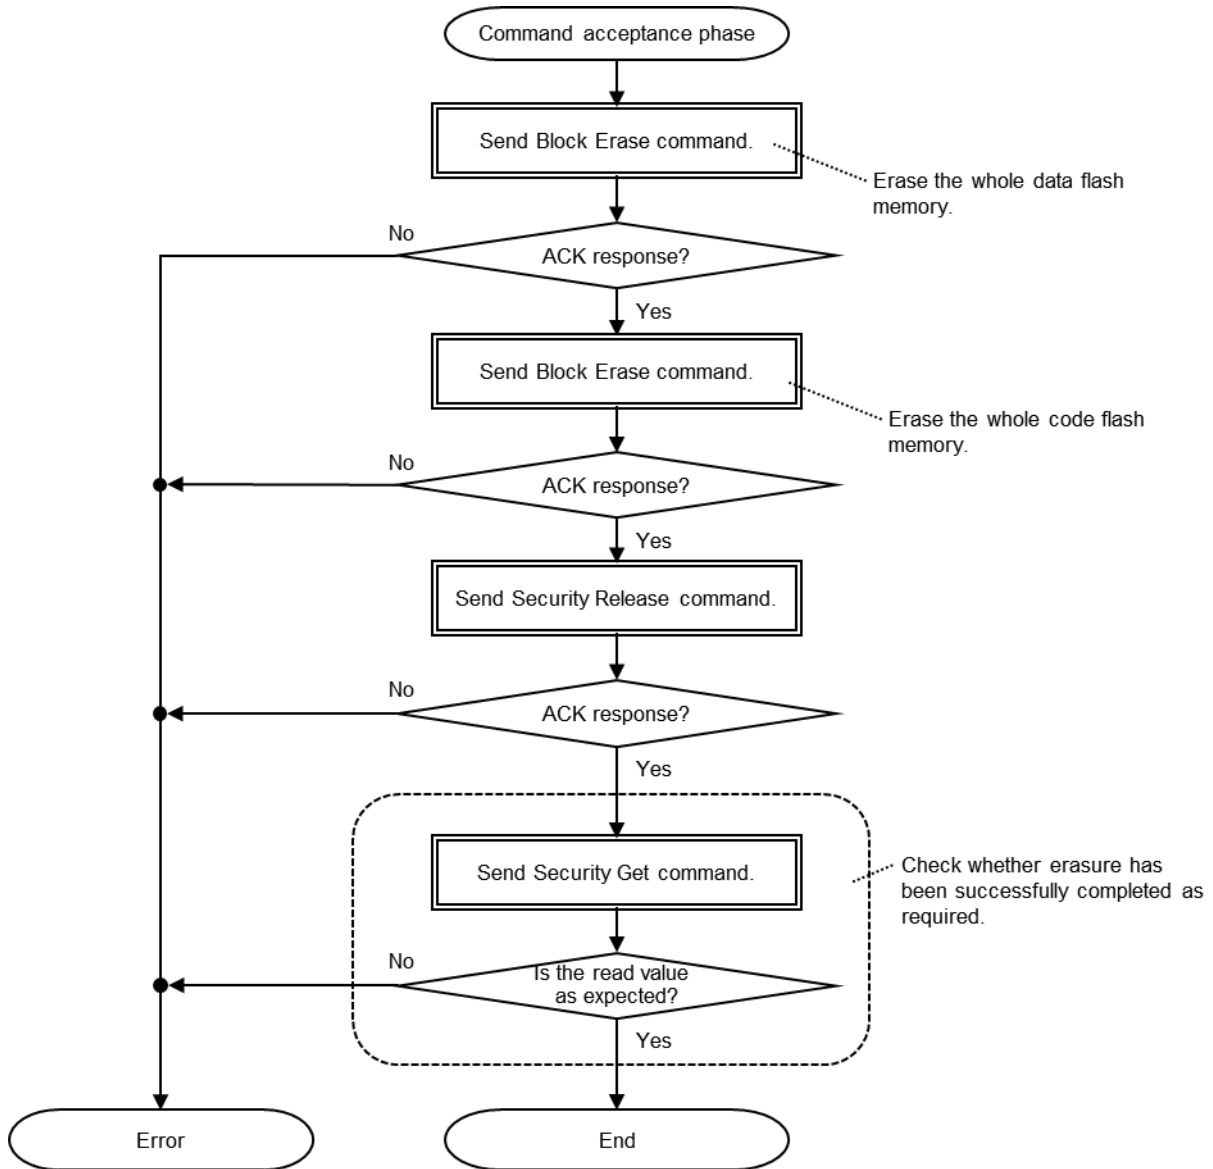 Command acceptance phase
Send Block Erase command.
Erase the whole data flash
memory.
No
ACK response?
Yes
Send Block Erase command.
Erase the whole code flash
memory.
No
ACK response?
Yes
Send Security Release command.
No
ACK response?
Yes
Send Security Get command.
Check whether erasure has
been successfully completed as
required.
No
Is the read value
as expected?
Yes
Error
End